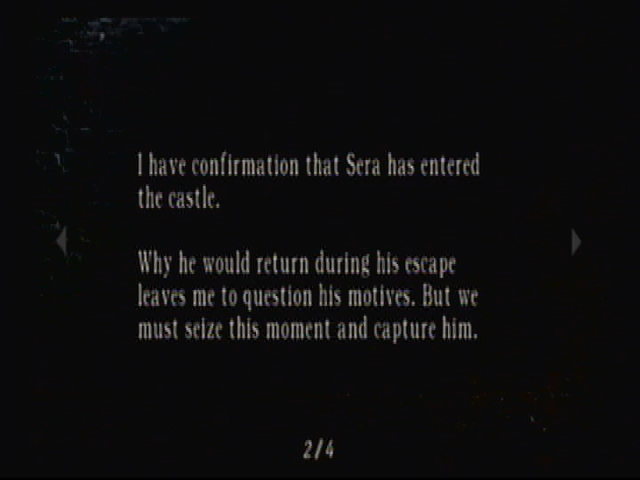 I have confirmation that Sera has entered
the castle.
Why he would return during his escape
leaves me to question his motives. But we
must seize this moment and capture him.
2/4